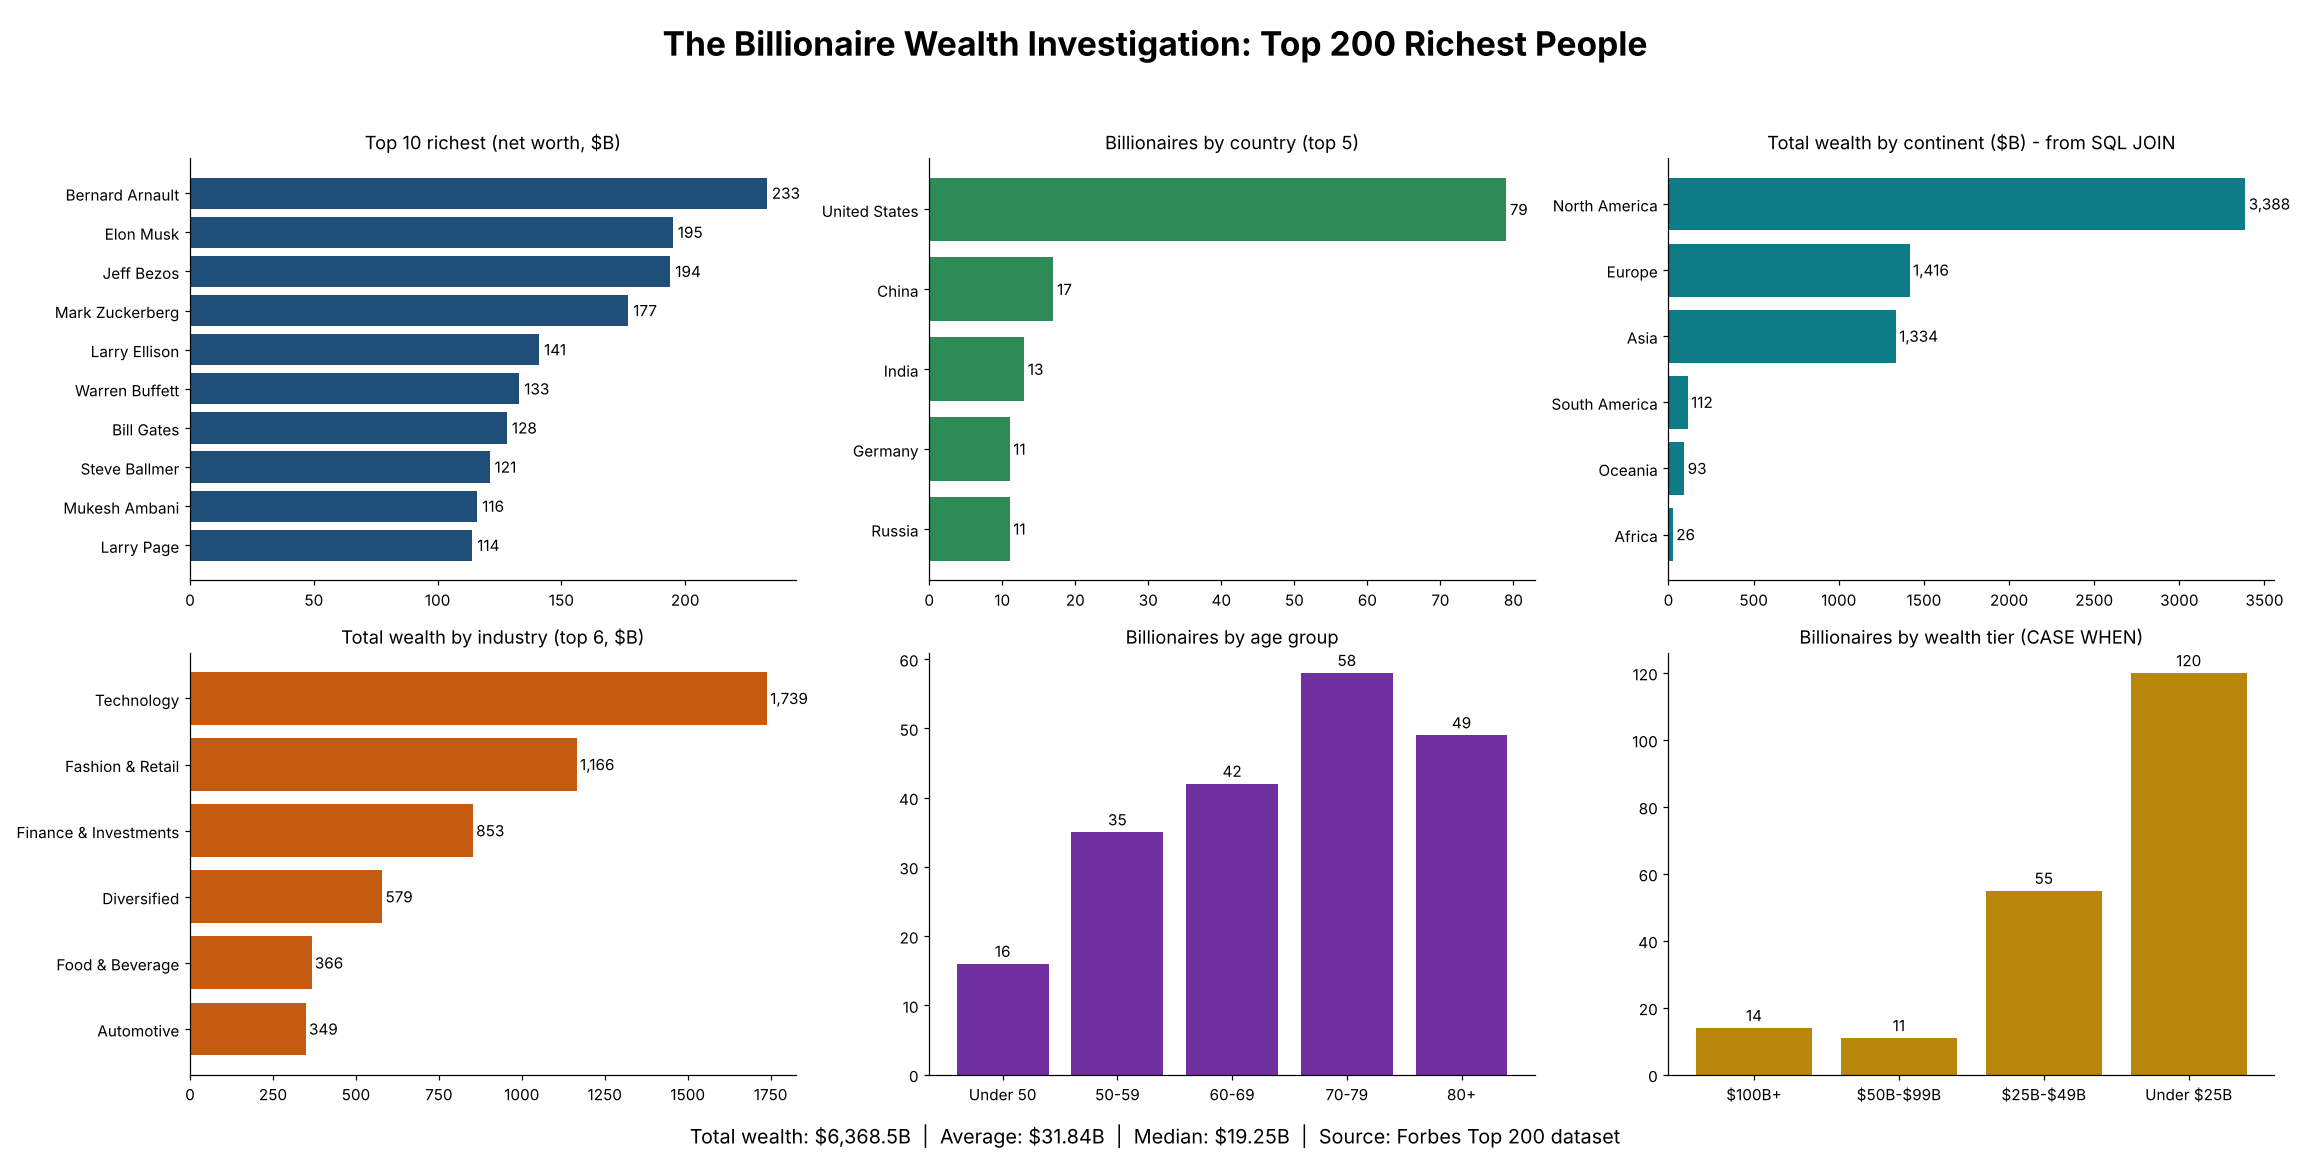 The Billionaire Wealth Investigation: Top 200 Richest People
Top 10 richest (net worth, $B)
Bernard Arnault 233
Elon Musk 195
Jeff Bezos 194
Mark Zuckerberg 177
Larry Ellison 141
Warren Buffett 133
Bill Gates 128
Steve Ballmer 121
Mukesh Ambani 116
Larry Page 114
0 50 100 150 200
Billionaires by country (top 5)
United States 79
China 17
India 13
Germany 11
Russia 11
0 10 20 30 40 50 60 70 80
Total wealth by continent ($B) - from SQL JOIN
North America 3,388
Europe 1,416
Asia 1,334
South America 112
Oceania 93
Africa 26
0 500 1000 1500 2000 2500 3000 3500
Total wealth by industry (top 6, $B)
Technology 1,739
Fashion & Retail 1,166
Finance & Investments 853
Diversified 579
Food & Beverage 366
Automotive 349
0 250 500 750 1000 1250 1500 1750
Billionaires by age group
60
50
40
30
20
10
0
16 35 42 58 49
Under 50 50-59 60-69 70-79 80+
Billionaires by wealth tier (CASE WHEN)
120
100
80
60
40
20
0
14 11 55 120
$100B+ $50B-$99B $25B-$49B Under $25B
Total wealth: $6,368.5B | Average: $31.84B | Median: $19.25B | Source: Forbes Top 200 dataset